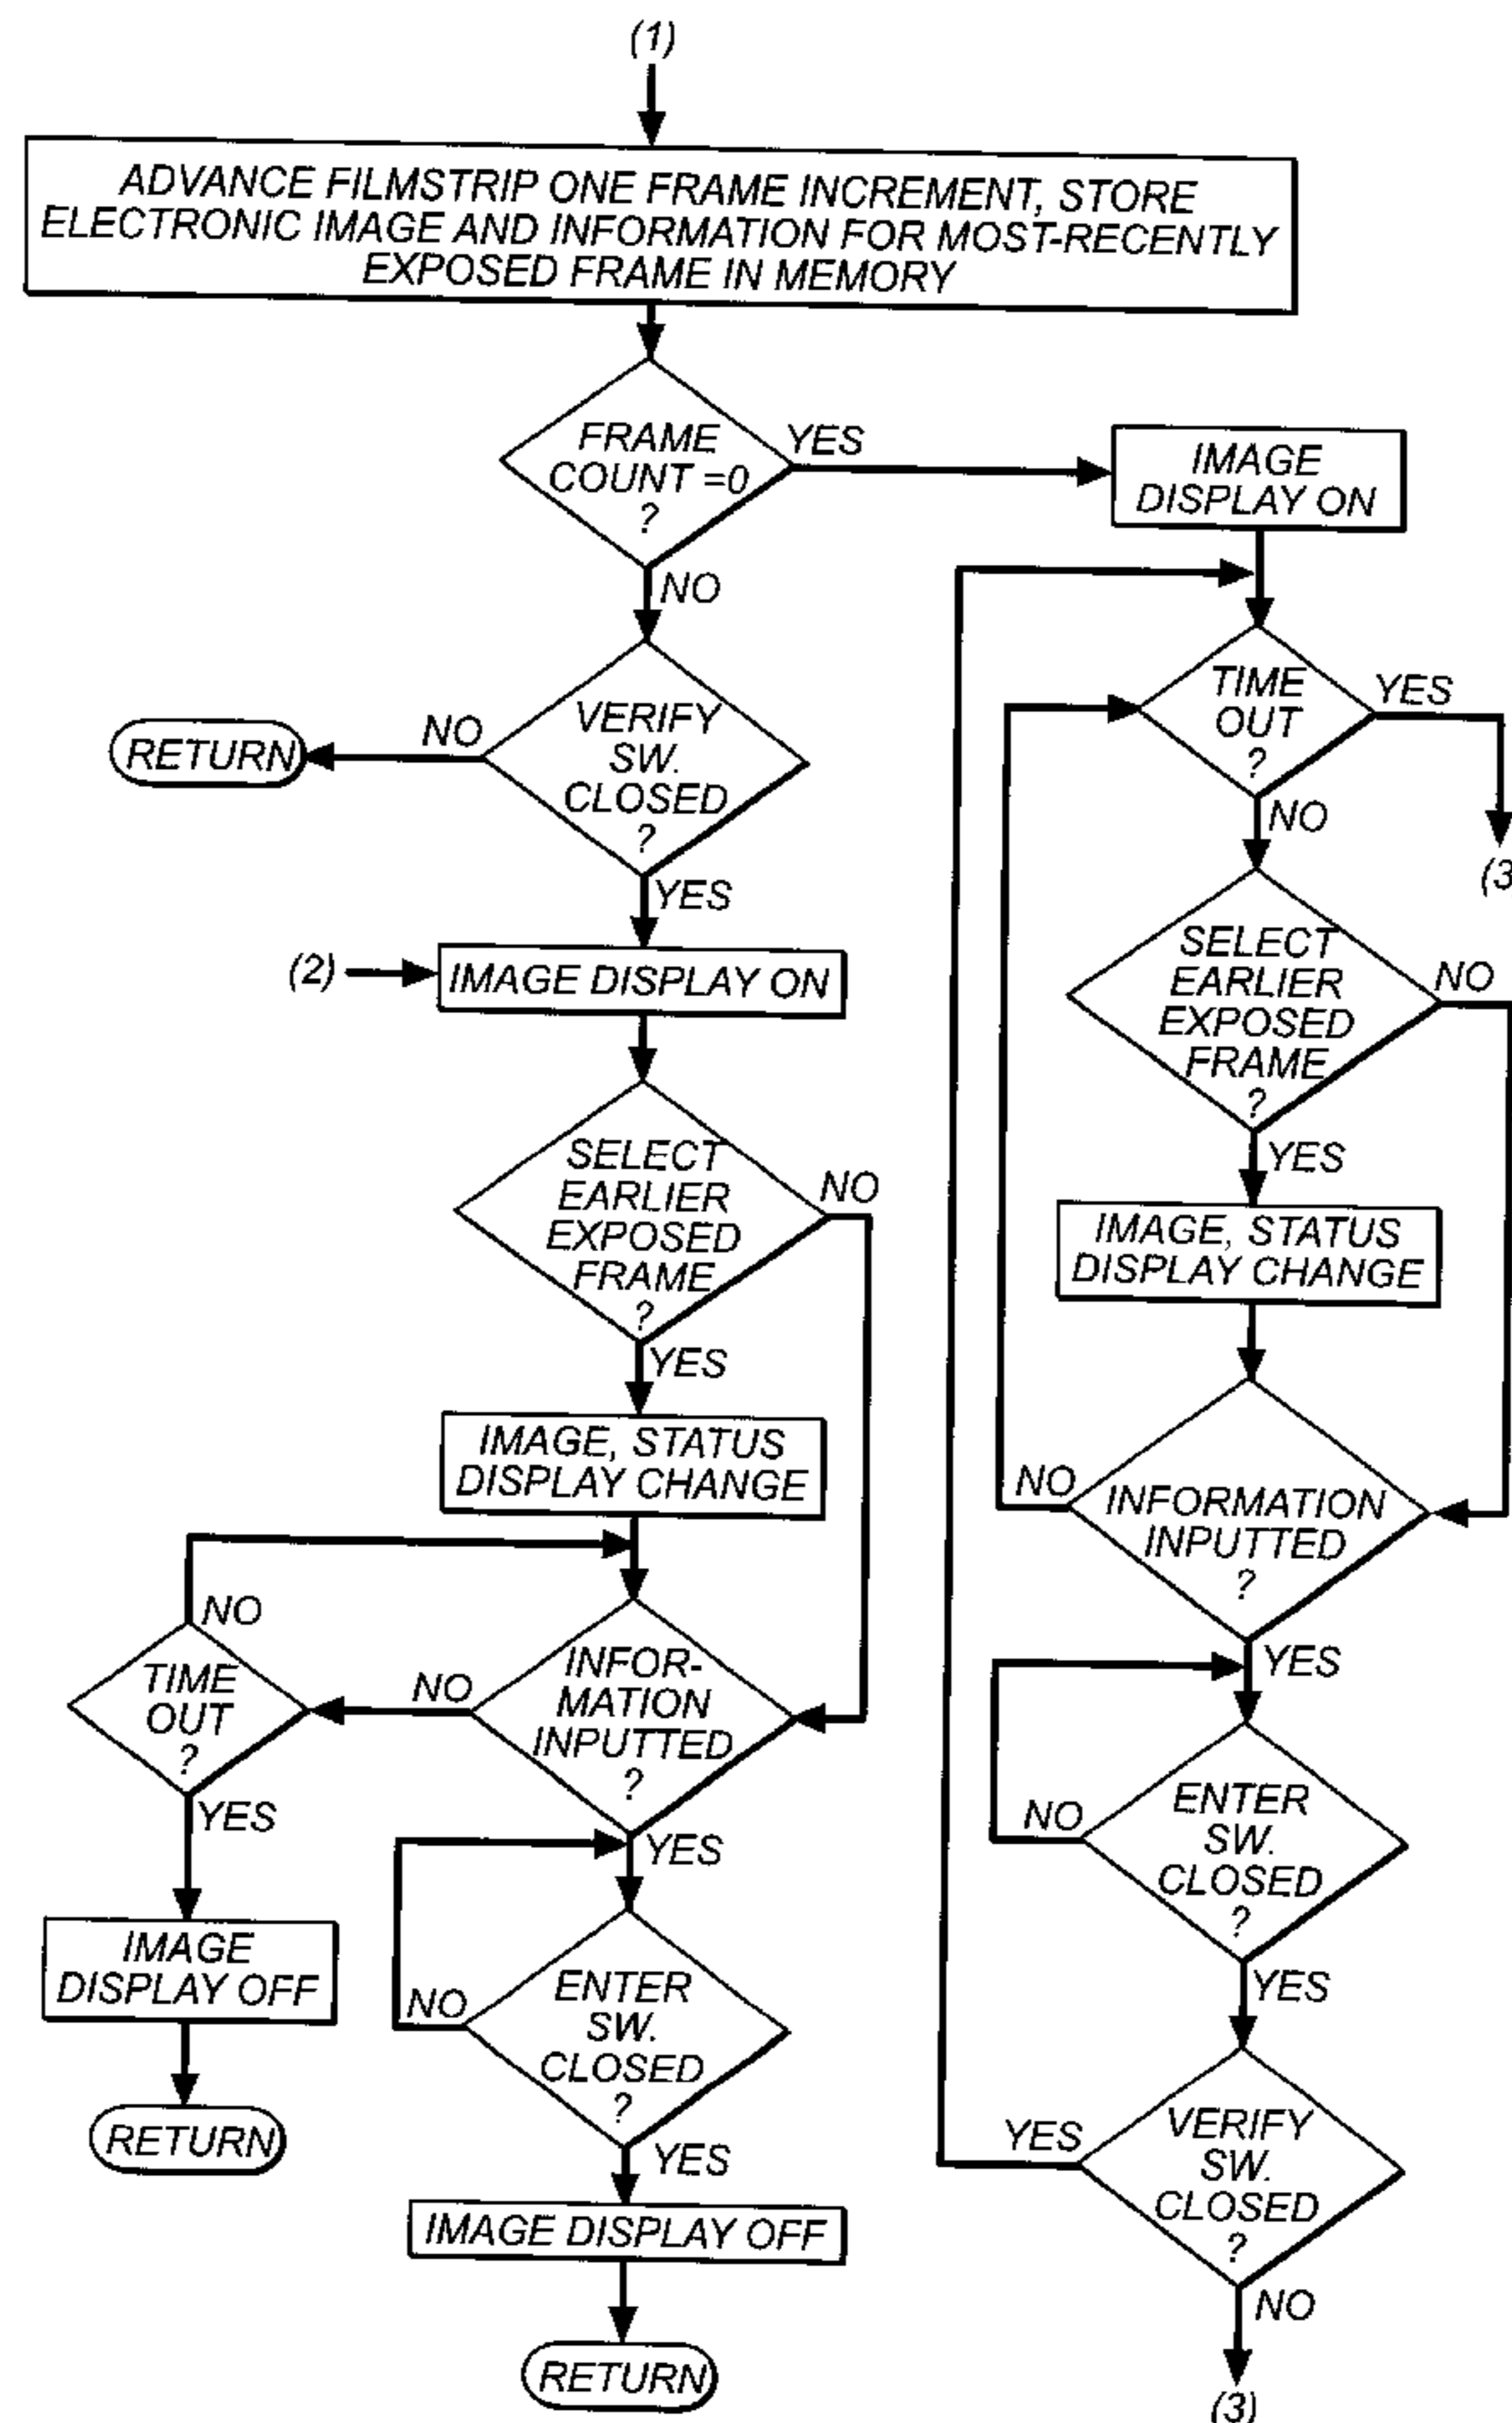 (1)
ADVANCE FILMSTRIP ONE FRAME INCREMENT, STORE
ELECTRONIC IMAGE AND INFORMATION FOR MOST-RECENTLY
EXPOSED FRAME IN MEMORY
FRAME
COUNT =0
?
YES
NO
VERIFY
SW.
CLOSED
?
NO
RETURN
YES
(2)
IMAGE DISPLAY ON
SELECT
EARLIER
EXPOSED
FRAME
?
NO
YES
IMAGE, STATUS
DISPLAY CHANGE
INFOR-
MATION
INPUTTED
?
NO
TIME
OUT
?
NO
YES
IMAGE
DISPLAY OFF
RETURN
YES
ENTER
SW.
CLOSED
?
NO
YES
IMAGE DISPLAY OFF
RETURN
IMAGE
DISPLAY ON
TIME
OUT
?
YES
(3
NO
SELECT
EARLIER
EXPOSED
FRAME
?
NO
YES
IMAGE, STATUS
DISPLAY CHANGE
INFORMATION
INPUTTED
?
NO
YES
ENTER
SW.
CLOSED
?
NO
YES
VERIFY
SW.
CLOSED
?
YES
NO
(3)